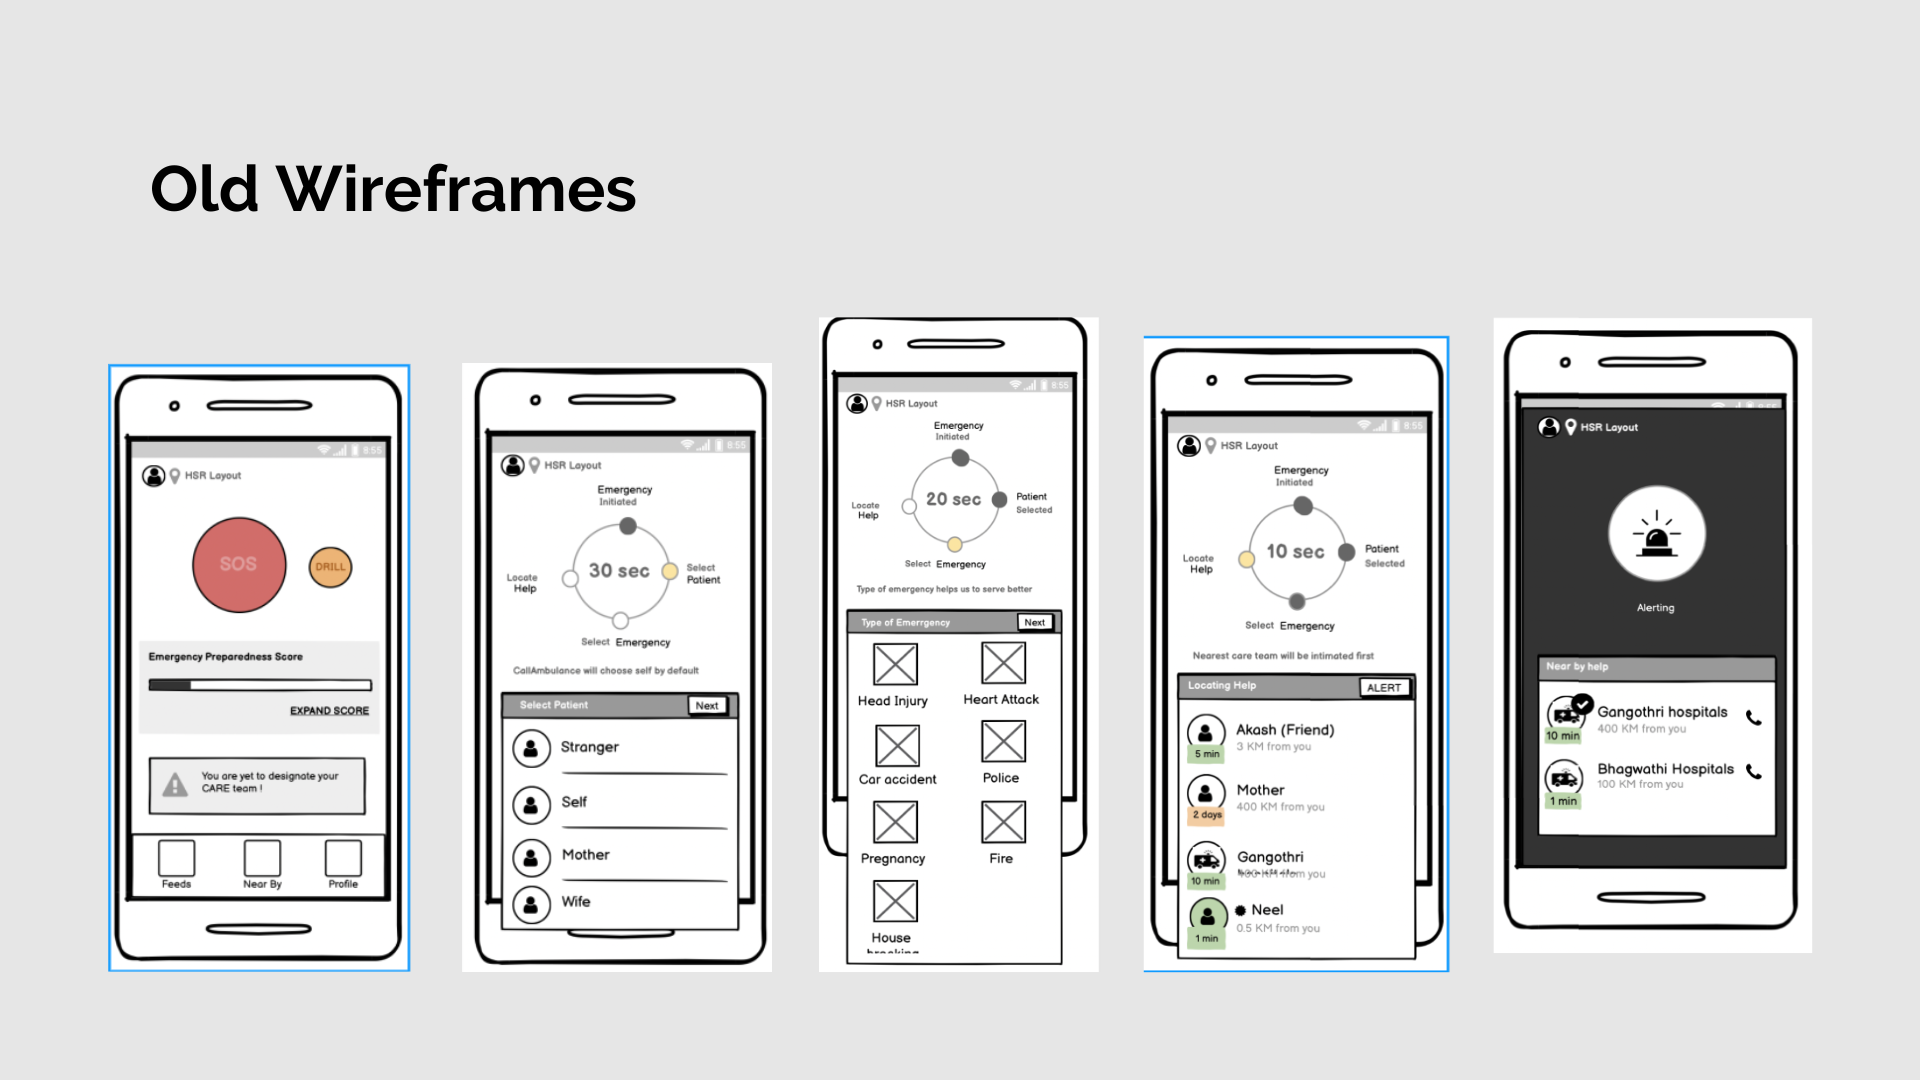 Old Wireframes
8:55
HSR Layout
SOS
DRILL
Emergency Preparedness Score
EXPAND SCORE
You are yet to designate your
CARE team !
Feeds
Near By
Profile
8:55
HSR Layout
Emergency
Initiated
30 sec
Select
Patient
Locate
Help
Select Emergency
CallAmbulance will choose self by default
Select Patient
Next
Stranger
Self
Mother
Wife
8:55
HSR Layout
Emergency
Initiated
20 sec
Patient
Selected
Locate
Help
Select Emergency
Type of emergency helps us to serve better
Type of Emerrgency
Next
Head Injury
Heart Attack
Car accident
Police
Pregnancy
Fire
House
8:55
HSR Layout
Emergency
Initiated
10 sec
Patient
Selected
Locate
Help
Select Emergency
Nearest care team will be intimated first
Locating Help
ALERT
Akash (Friend)
3 KM from you
5 min
Mother
400 KM from you
2 days
Gangothri
400 KM from you
10 min
Neel
0.5 KM from you
1 min
HSR Layout
Alerting
Near by help
Gangothri hospitals
400 KM from you
10 min
Bhagwathi Hospitals
100 KM from you
1 min